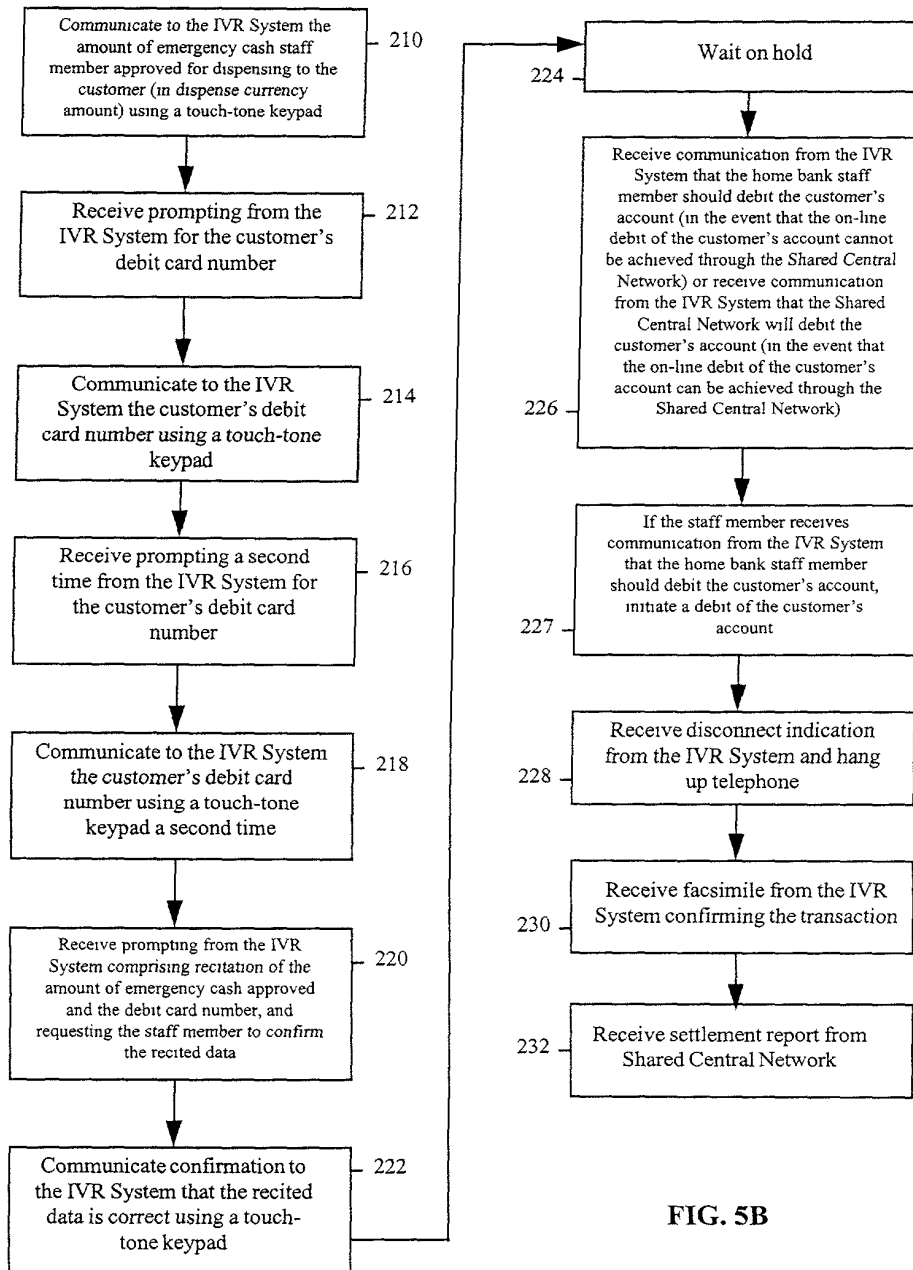 Communicate to the IVR System the
amount of emergency cash staff
member approved for dispensing to the
customer (in dispense currency
amount) using a touch-tone keypad
210
Receive prompting from the
IVR System for the customer's
debit card number
212
Communicate to the IVR
System the customer's debit
card number using a touch-tone
keypad
214
Receive prompting a second
time from the IVR System for
the customer's debit card
number
216
Communicate to the IVR System
the customer's debit card
number using a touch-tone
keypad a second time
218
Receive prompting from the IVR
System comprising recitation of the
amount of emergency cash approved
and the debit card number, and
requesting the staff member to confirm
the recited data
220
Communicate confirmation to
the IVR System that the recited
data is correct using a touch-
tone keypad
222
Wait on hold
224
Receive communication from the IVR
System that the home bank staff
member should debit the customer's
account (in the event that the on-line
debit of the customer's account cannot
be achieved through the Shared Central
Network) or receive communication
from the IVR System that the Shared
Central Network will debit the
customer's account (in the event that
the on-line debit of the customer's
account can be achieved through the
Shared Central Network)
226
If the staff member receives
communication from the IVR System
that the home bank staff member
should debit the customer's account,
initiate a debit of the customer's
account
227
Receive disconnect indication
from the IVR System and hang
up telephone
228
Receive facsimile from the IVR
System confirming the transaction
230
Receive settlement report from
Shared Central Network
232
FIG. 5B